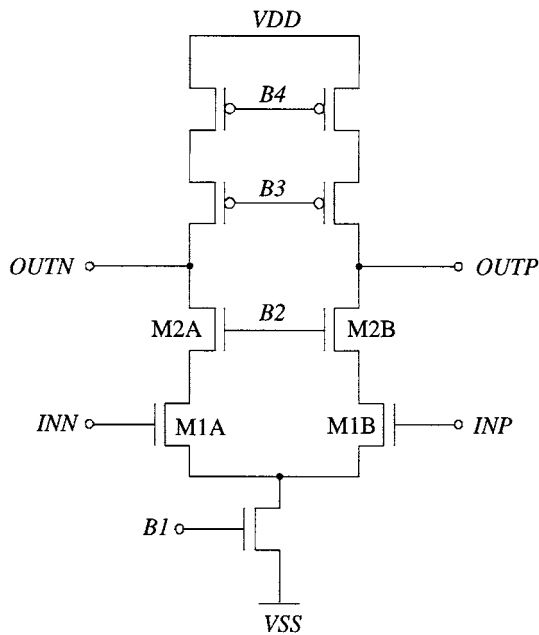 VDD
B4
B3
OUTN OUTP
M2A B2 M2B
INN M1A M1B INP
B1
VSS